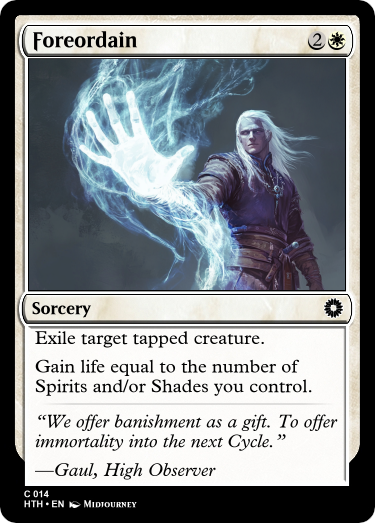 Foreordain 2
Sorcery
Exile target tapped creature.
Gain life equal to the number of
Spirits and/or Shades you control.
“We offer banishment as a gift. To offer
immortality into the next Cycle.”
—Gaul, High Observer
C 014
HTH • EN Midjourney